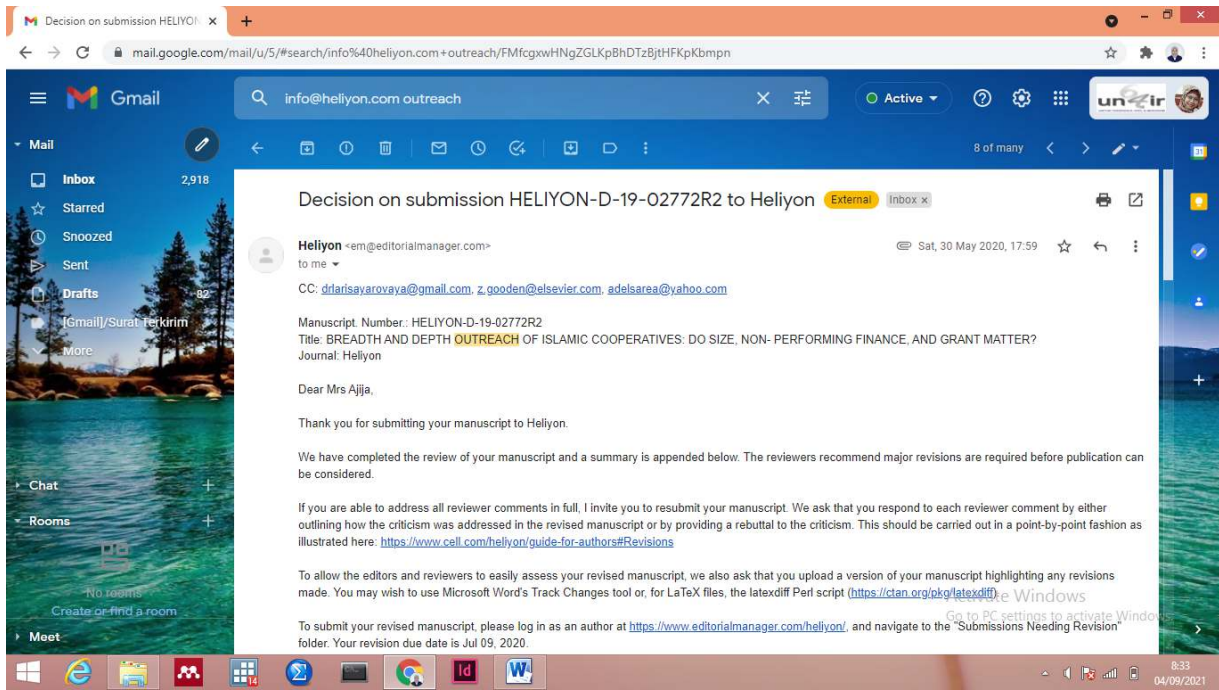 Decision on submission HELIYON
mail.google.com/mail/u/5/#search/info%40heliyon.com+outreach/FMfcgxwHNgZGLKpBhDTzBjtHFKpKbmpn
Gmail
info@heliyon.com outreach
Active
Mail
8 of many
Inbox 2,918
Starred
Snoozed
Sent
Drafts 82
[Gmail]/Surat Terkirim
More
Chat
Rooms
No rooms
Create or find a room
Meet
Decision on submission HELIYON-D-19-02772R2 to Heliyon External Inbox x
Heliyon <em@editorialmanager.com> Sat, 30 May 2020, 17:59
to me
CC: drlarisayarovaya@gmail.com, z.gooden@elsevier.com, adelsarea@yahoo.com
Manuscript. Number.: HELIYON-D-19-02772R2
Title: BREADTH AND DEPTH OUTREACH OF ISLAMIC COOPERATIVES: DO SIZE, NON- PERFORMING FINANCE, AND GRANT MATTER?
Journal: Heliyon
Dear Mrs Ajija,
Thank you for submitting your manuscript to Heliyon.
We have completed the review of your manuscript and a summary is appended below. The reviewers recommend major revisions are required before publication can
be considered.
If you are able to address all reviewer comments in full, I invite you to resubmit your manuscript. We ask that you respond to each reviewer comment by either
outlining how the criticism was addressed in the revised manuscript or by providing a rebuttal to the criticism. This should be carried out in a point-by-point fashion as
illustrated here: https://www.cell.com/heliyon/guide-for-authors#Revisions
To allow the editors and reviewers to easily assess your revised manuscript, we also ask that you upload a version of your manuscript highlighting any revisions
made. You may wish to use Microsoft Word's Track Changes tool or, for LaTeX files, the latexdiff Perl script (https://ctan.org/pkg/latexdiff).
To submit your revised manuscript, please log in as an author at https://www.editorialmanager.com/heliyon/, and navigate to the "Submissions Needing Revision"
folder. Your revision due date is Jul 09, 2020.
Activate Windows
Go to PC settings to activate Windows
31
14
Id
W
8:33
04/09/2021